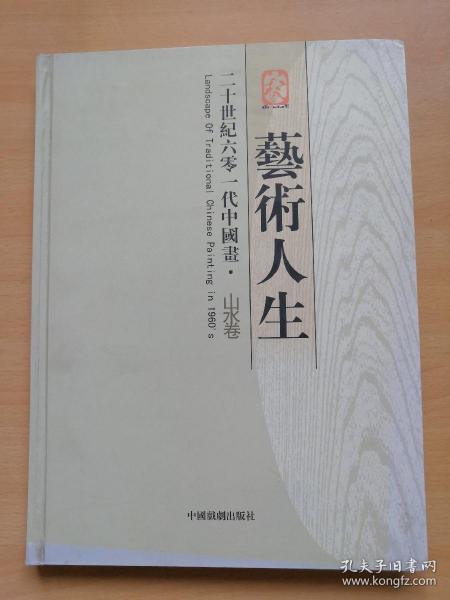 藝術人生
二十世紀六零一代中國畫·山水卷
Landscape Of Traditional Chinese Painting in 1960's
中國戲劇出版社
孔夫子旧书网
www.kongfz.com